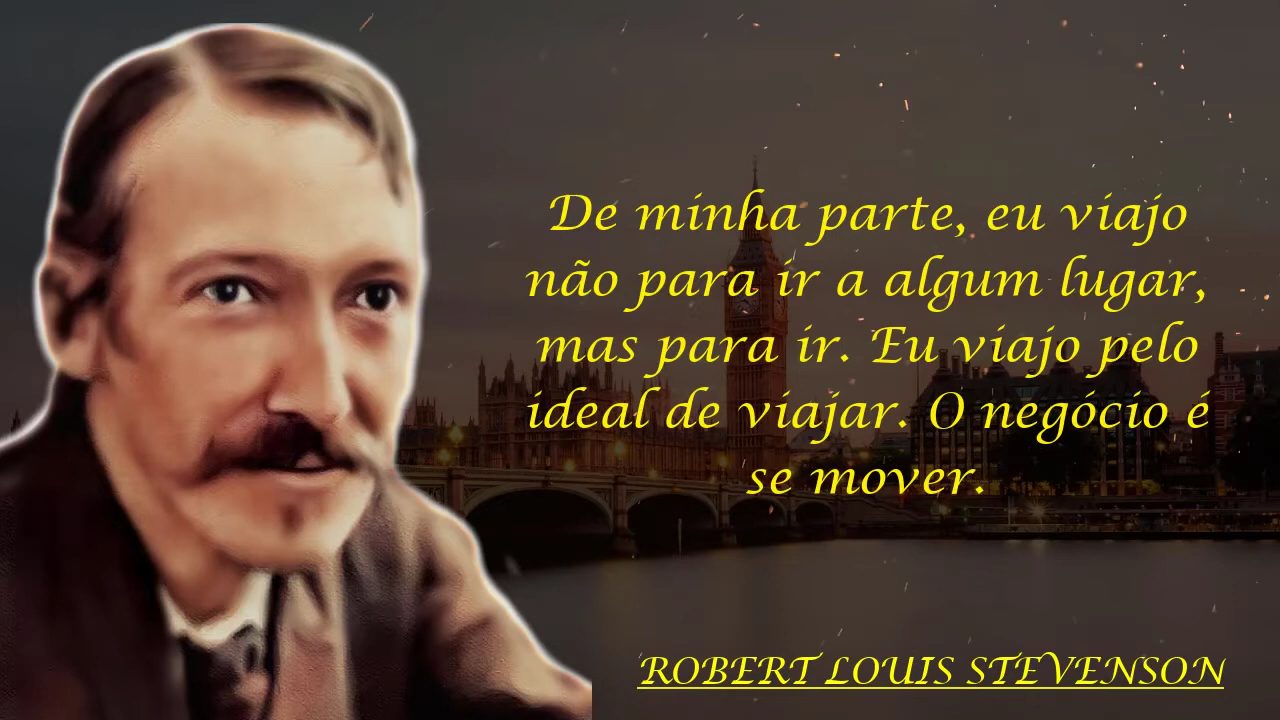 De minha parte, eu viajo
não para ir a algum lugar,
mas para ir. Eu viajo pelo
ideal de viajar. O negócio é
se mover.
ROBERT LOUIS STEVENSON